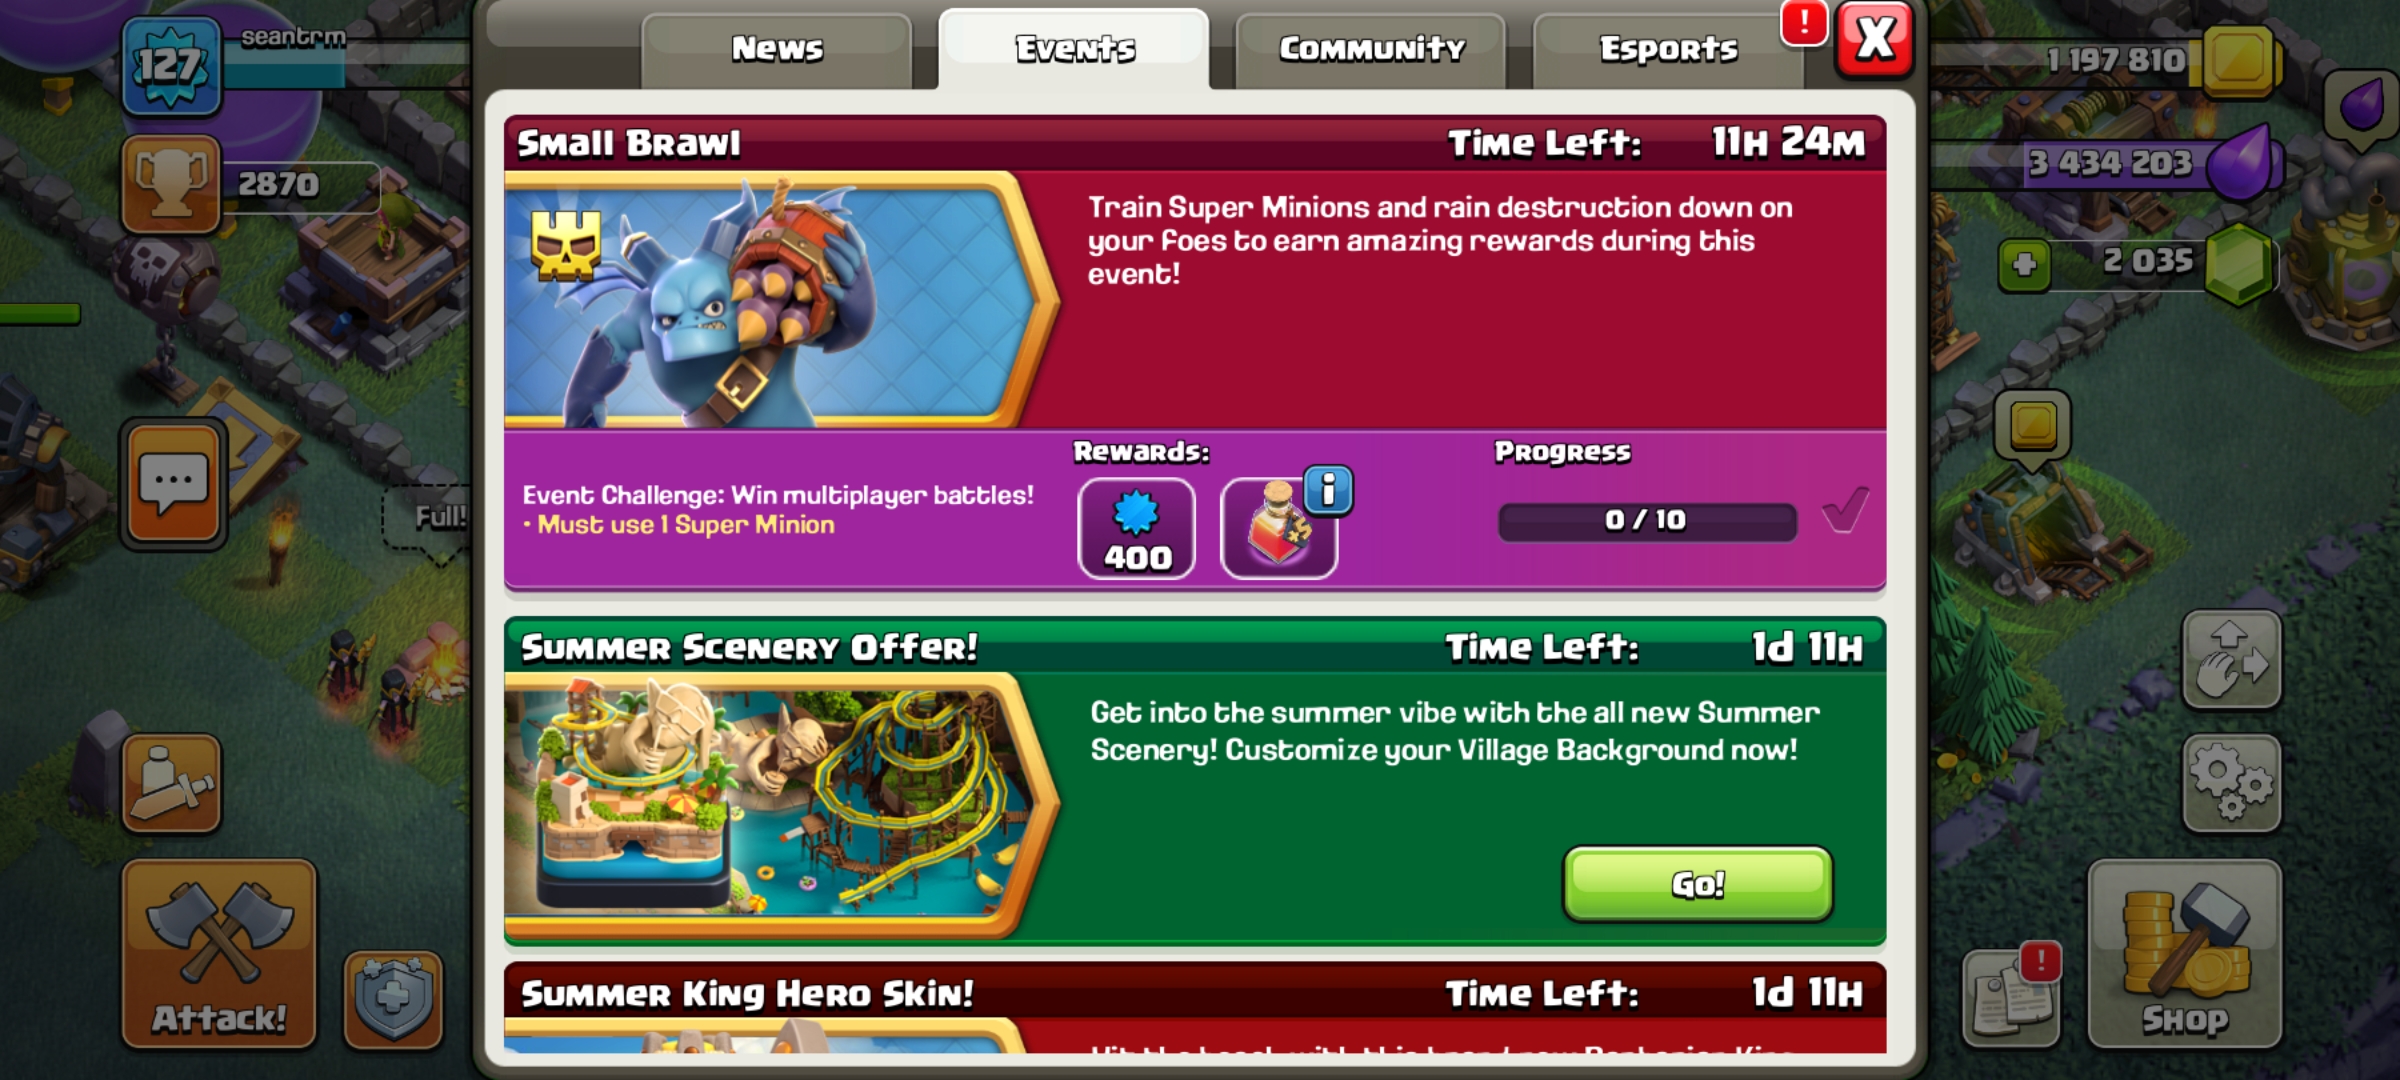 127
seantrm
News
Events
Community
Esports
!
X
1 197 810
2870
3 434 203
2 035
Small Brawl
Time Left: 11H 24M
Train Super Minions and rain destruction down on
your foes to earn amazing rewards during this
event!
Rewards:
Progress
Event Challenge: Win multiplayer battles!
• Must use 1 Super Minion
400
i
x5
0 / 10
Full!
Summer Scenery Offer!
Time Left: 1d 11H
Get into the summer vibe with the all new Summer
Scenery! Customize your Village Background now!
Go!
Summer King Hero Skin!
Time Left: 1d 11H
Attack!
!
Shop